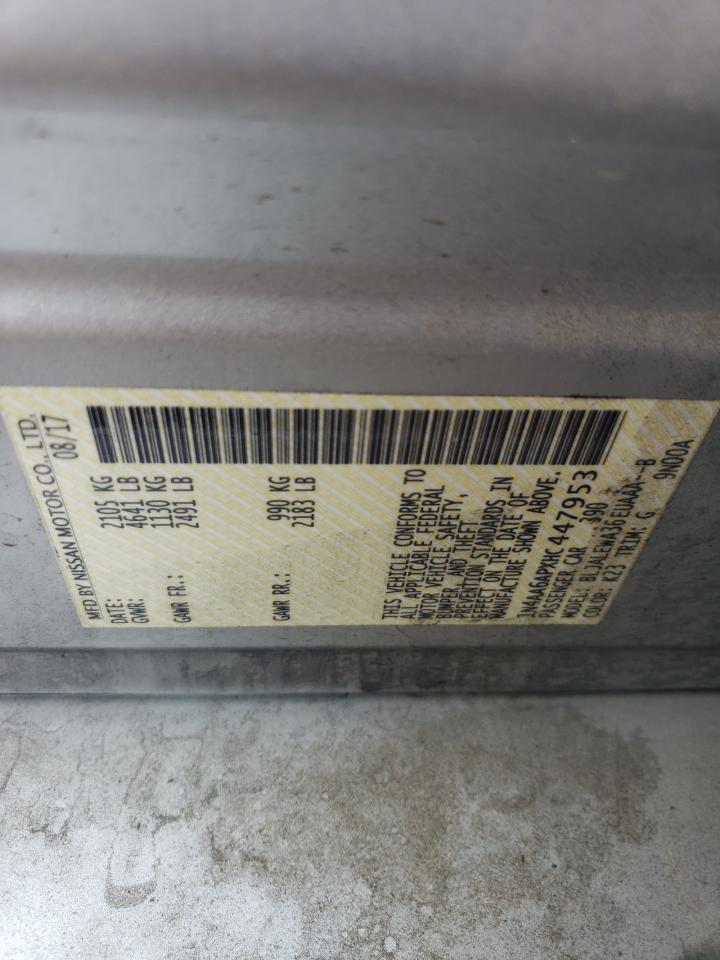 MFD BY NISSAN MOTOR CO., LTD.
DATE: 08/17
GVWR: 2105 KG
4641 LB
GAWR FR.: 1130 KG
2491 LB
GAWR RR.: 990 KG
2183 LB
THIS VEHICLE CONFORMS TO
ALL APPLICABLE FEDERAL
MOTOR VEHICLE SAFETY,
BUMPER, AND THEFT
PREVENTION STANDARDS IN
EFFECT ON THE DATE OF
MANUFACTURE SHOWN ABOVE.
1N4AA6APXHC447953
PASSENGER CAR 390
MODEL: BLJALEWA36EUAAA--B
COLOR: K23 TRIM: G 9N00A